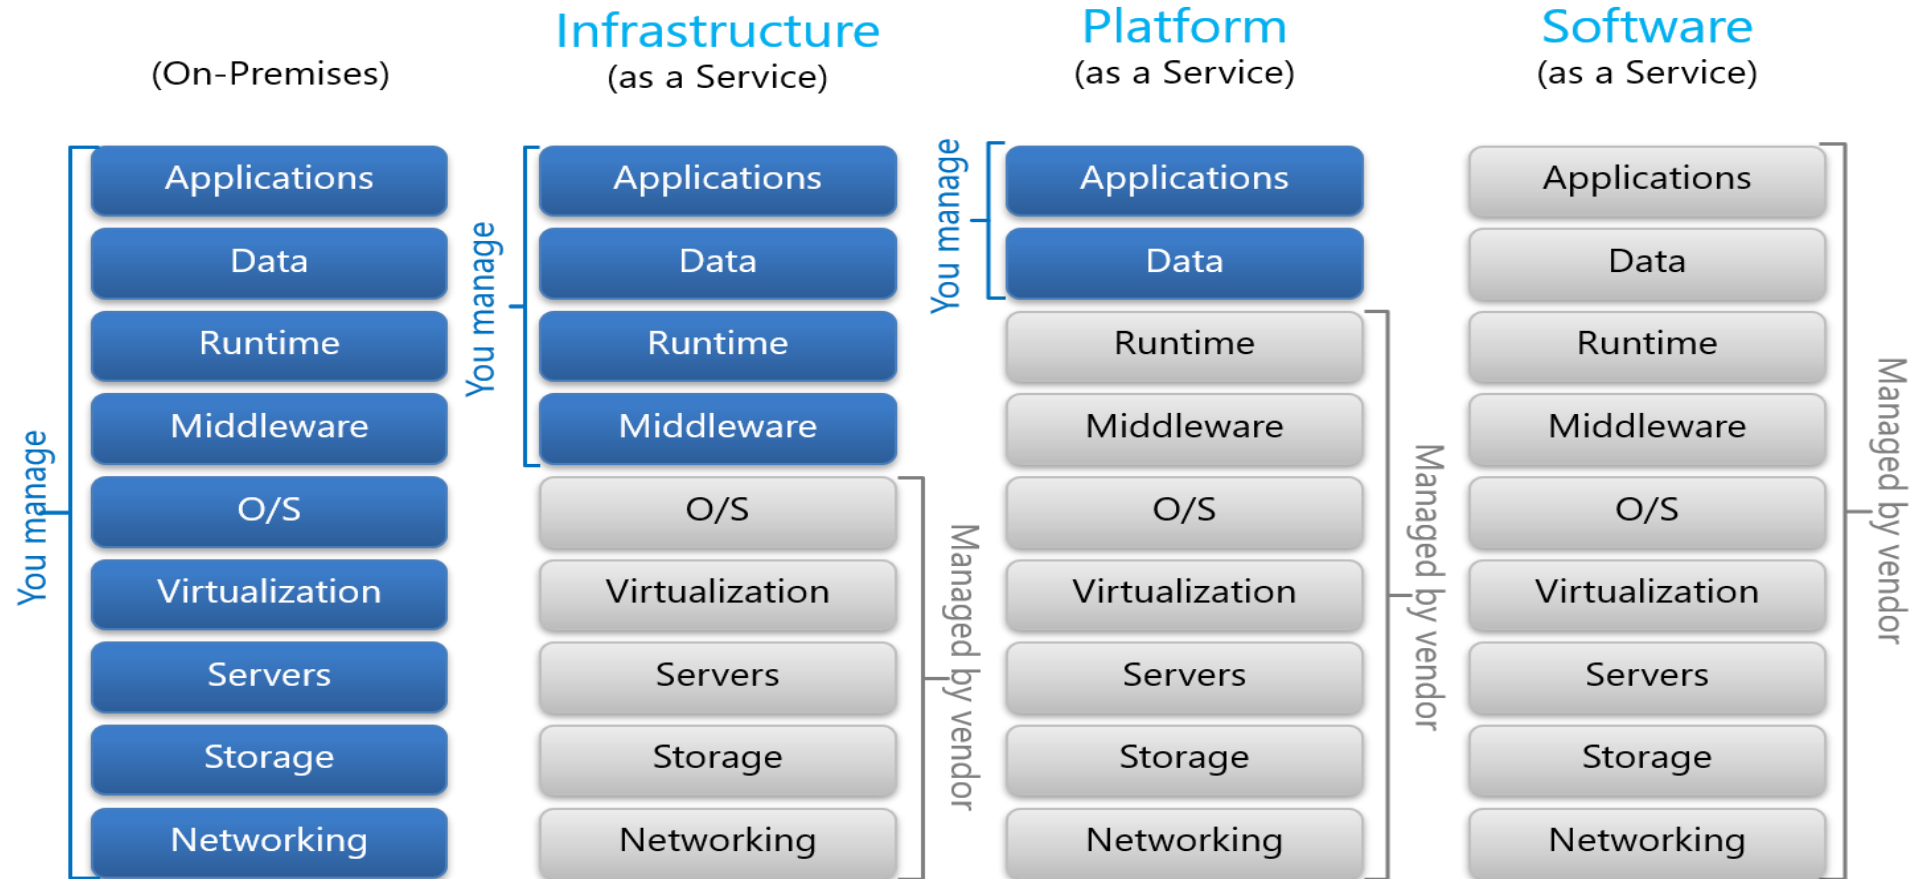 (On-Premises)
You manage
Applications
Data
Runtime
Middleware
O/S
Virtualization
Servers
Storage
Networking
Infrastructure
(as a Service)
You manage
Applications
Data
Runtime
Middleware
O/S
Virtualization
Servers
Storage
Networking
Managed by vendor
Platform
(as a Service)
You manage
Applications
Data
Runtime
Middleware
O/S
Virtualization
Servers
Storage
Networking
Managed by vendor
Software
(as a Service)
Applications
Data
Runtime
Middleware
O/S
Virtualization
Servers
Storage
Networking
Managed by vendor